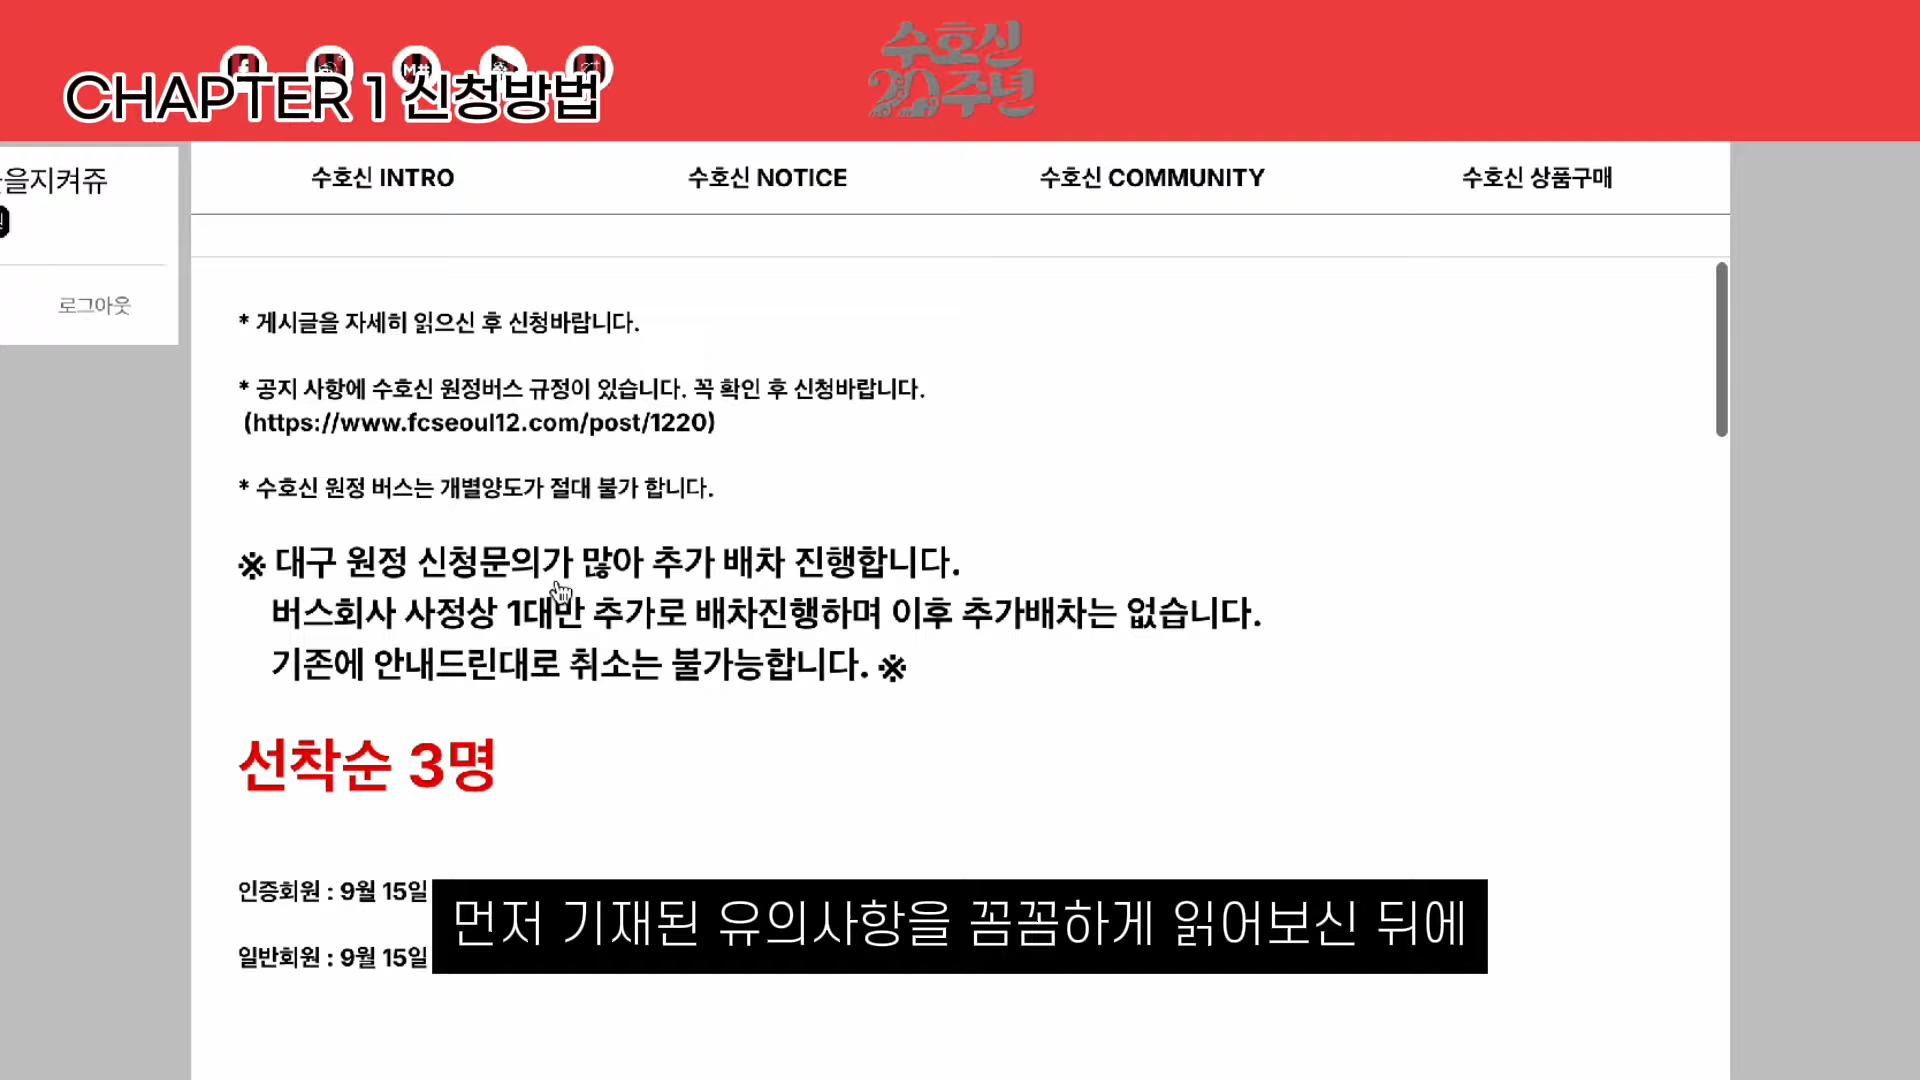 수호신
20주년
CHAPTER 1 신청방법
을지켜쥬
로그아웃
수호신 INTRO
수호신 NOTICE
수호신 COMMUNITY
수호신 상품구매
* 게시글을 자세히 읽으신 후 신청바랍니다.
* 공지 사항에 수호신 원정버스 규정이 있습니다. 꼭 확인 후 신청바랍니다.
(https://www.fcseoul12.com/post/1220)
* 수호신 원정 버스는 개별양도가 절대 불가 합니다.
※ 대구 원정 신청문의가 많아 추가 배차 진행합니다.
버스회사 사정상 1대만 추가로 배차진행하며 이후 추가배차는 없습니다.
기존에 안내드린대로 취소는 불가능합니다. ※
선착순 3명
인증회원 : 9월 15일
일반회원 : 9월 15일
먼저 기재된 유의사항을 꼼꼼하게 읽어보신 뒤에